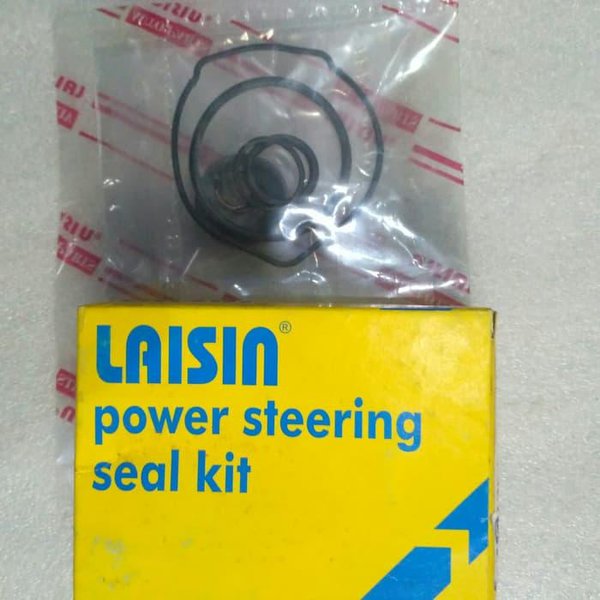 LAISIN®
power steering
seal kit